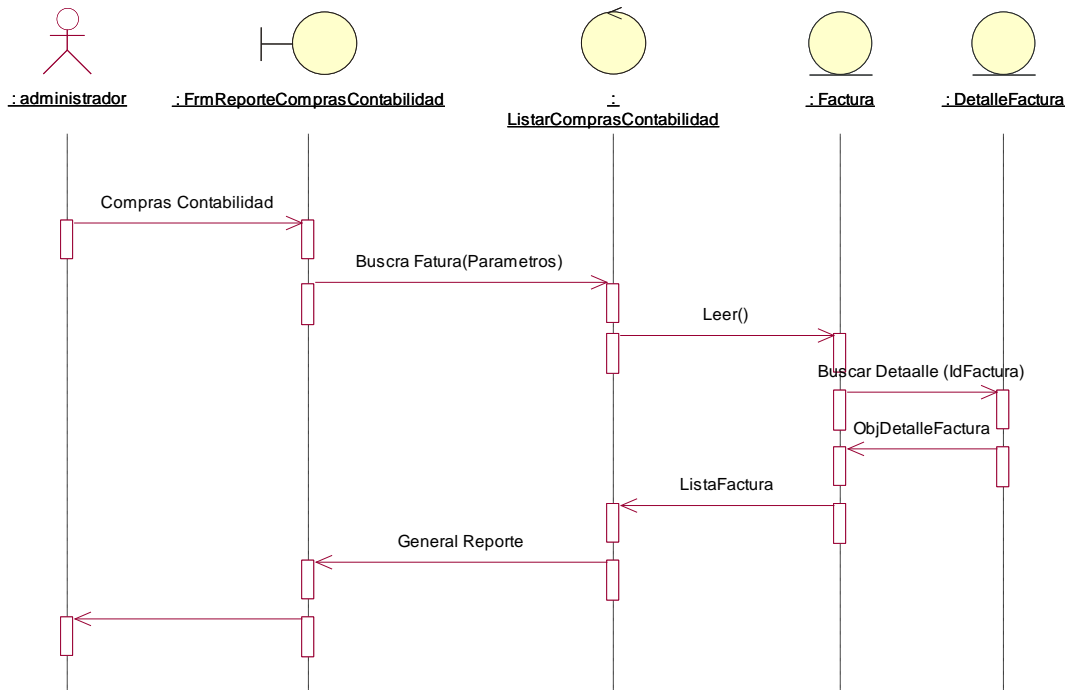 : administrador
: FrmReporteComprasContabilidad
:
ListarComprasContabilidad
: Factura
: DetalleFactura
Compras Contabilidad
Buscra Fatura(Parametros)
Leer()
Buscar Detaalle (IdFactura)
ObjDetalleFactura
ListaFactura
General Reporte